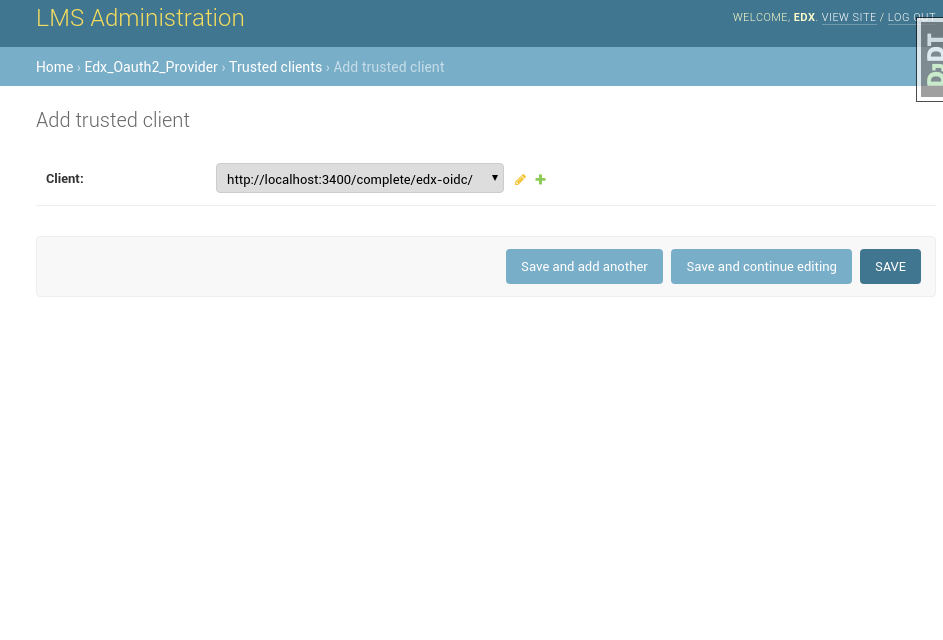 LMS Administration
WELCOME, EDX. VIEW SITE / LOG OUT
DjDT
Home › Edx_Oauth2_Provider › Trusted clients › Add trusted client
Add trusted client
Client: http://localhost:3400/complete/edx-oidc/
Save and add another Save and continue editing SAVE